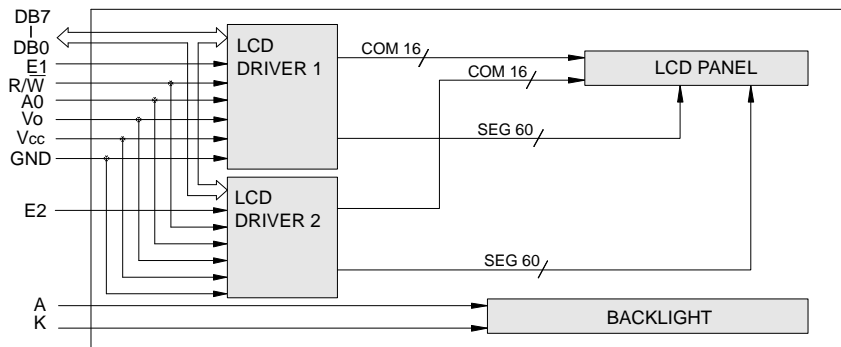 DB7
DB0
E1
R/W̅
A0
Vo
Vcc
GND
E2
A
K
LCD
DRIVER 1
LCD
DRIVER 2
COM 16
COM 16
SEG 60
SEG 60
LCD PANEL
BACKLIGHT